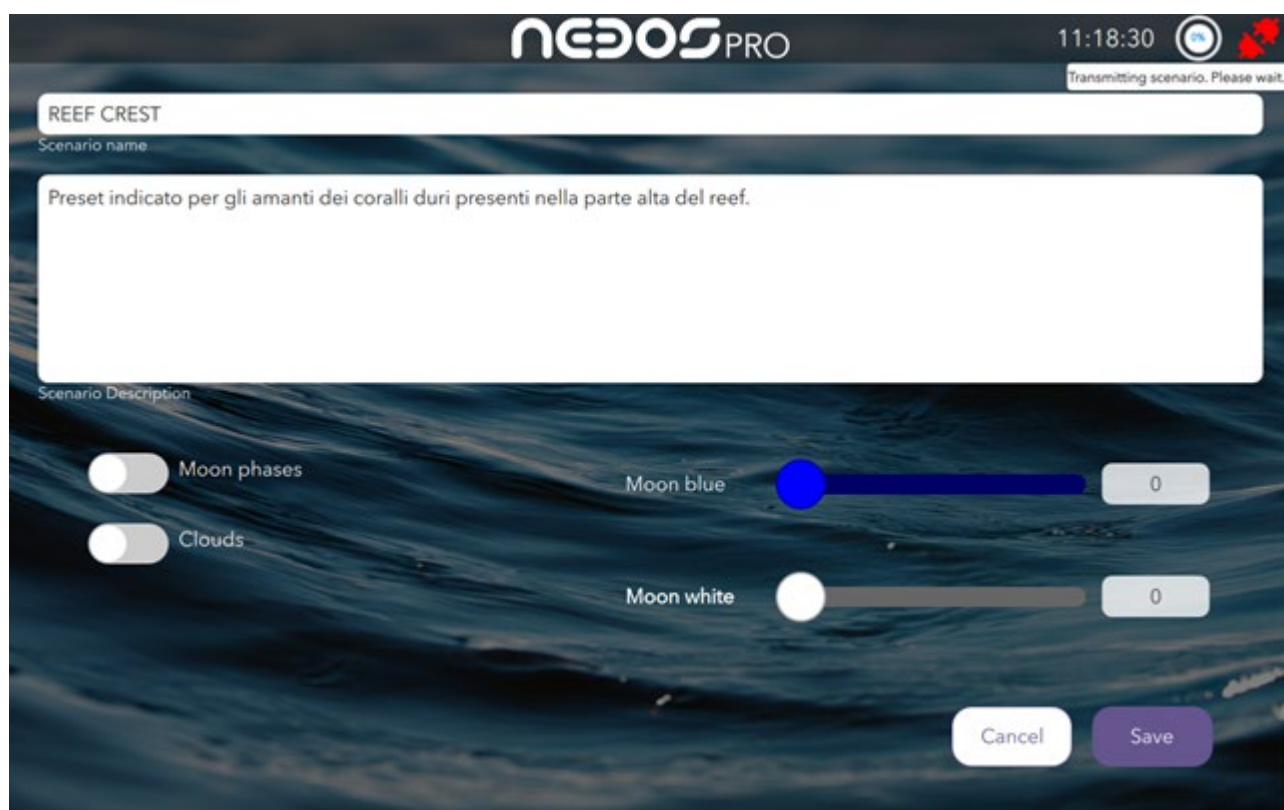 NEDOSPRO
11:18:30
0%
Transmitting scenario. Please wait.
REEF CREST
Scenario name
Preset indicato per gli amanti dei coralli duri presenti nella parte alta del reef.
Scenario Description
Moon phases
Moon blue
0
Clouds
Moon white
0
Cancel
Save